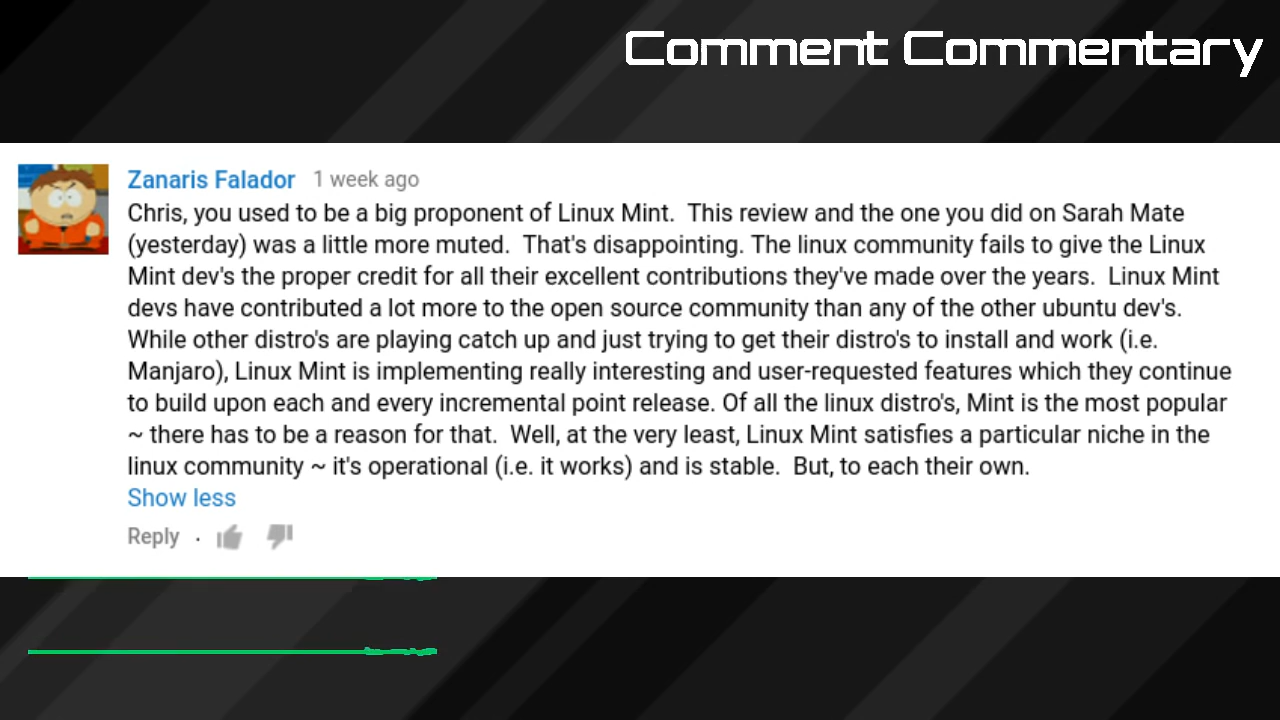 Comment Commentary
Zanaris Falador 1 week ago
Chris, you used to be a big proponent of Linux Mint.  This review and the one you did on Sarah Mate
(yesterday) was a little more muted.  That's disappointing. The linux community fails to give the Linux
Mint dev's the proper credit for all their excellent contributions they've made over the years.  Linux Mint
devs have contributed a lot more to the open source community than any of the other ubuntu dev's.
While other distro's are playing catch up and just trying to get their distro's to install and work (i.e.
Manjaro), Linux Mint is implementing really interesting and user-requested features which they continue
to build upon each and every incremental point release. Of all the linux distro's, Mint is the most popular
~ there has to be a reason for that.  Well, at the very least, Linux Mint satisfies a particular niche in the
linux community ~ it's operational (i.e. it works) and is stable.  But, to each their own.
Show less
Reply ·